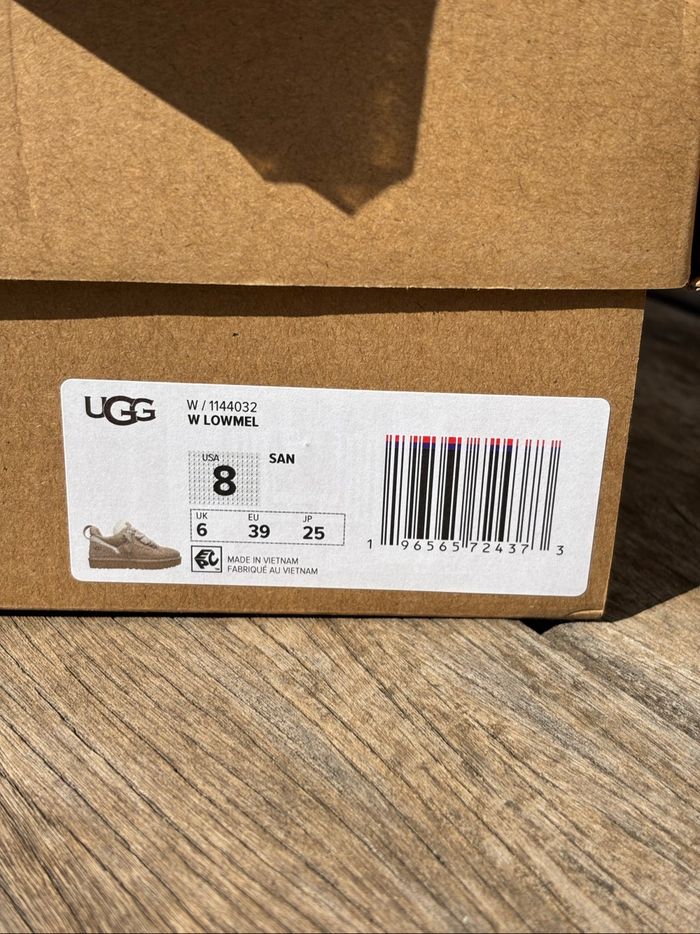 UGG
W / 1144032
W LOWMEL
USA
8
SAN
UK EU JP
6 39 25
MADE IN VIETNAM
FABRIQUÉ AU VIETNAM
1 96565 72437 3